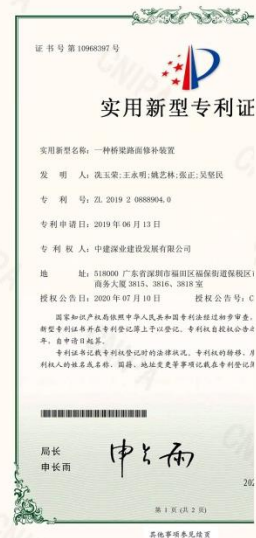 证书号第10968397号
实用新型专利证
实用新型名称：一种桥梁路面修补装置
发 明 人：冼玉荣;王永明;姚艺林;张正;吴坚民
专 利 号：ZL 2019 2 0888904.0
专利申请日：2019年06月13日
专 利 权 人：中建深业建设发展有限公司
地 址：518000 广东省深圳市福田区福保街道保税区
商务大厦 3815、3816、3818 室
授权公告日：2020年07月10日 授权公告号：C
国家知识产权局依照中华人民共和国专利法经过初步审查，
新型专利证书并在专利登记簿上予以登记。专利权自授权公告
年，自申请日起算。
专利证书记载专利权登记时的法律状况。专利权的转移、
利权人的姓名或名称、国籍、地址变更等事项记载在专利登记
局长
申长雨
申长雨
202
第 1 页 (共 2 页)
其他事项参见续页
CNIPA